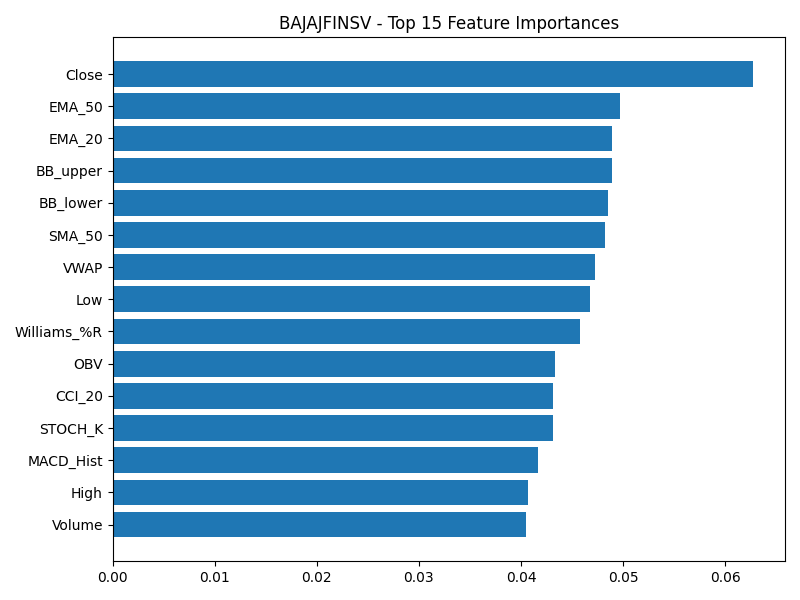 BAJAJFINSV - Top 15 Feature Importances
Close
EMA_50
EMA_20
BB_upper
BB_lower
SMA_50
VWAP
Low
Williams_%R
OBV
CCI_20
STOCH_K
MACD_Hist
High
Volume
0.00 0.01 0.02 0.03 0.04 0.05 0.06